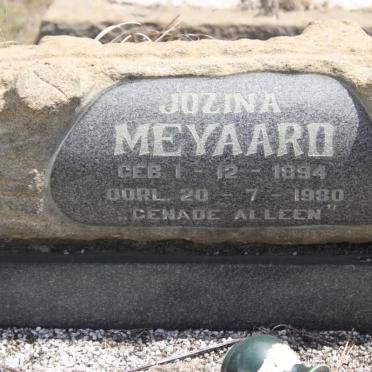 JOZINA
MEYAARD
GEB 1 - 12 - 1894
OORL. 20 - 7 - 1980
„GENADE ALLEEN"